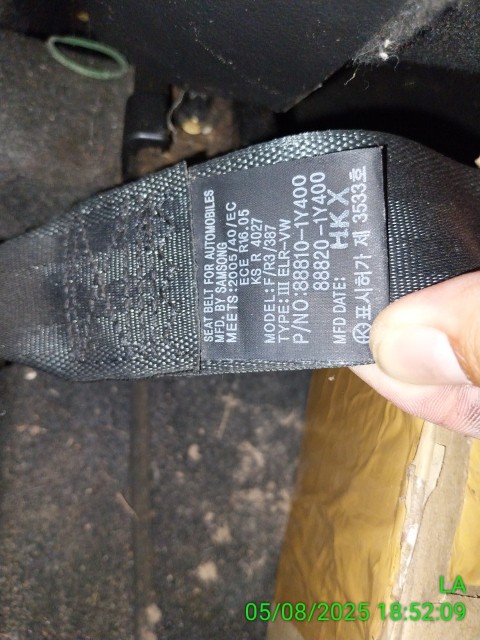 SEAT BELT FOR AUTOMOBILES
MFD. BY SAMSONG
MEETS:2005/40/EC
ECE R16.05
KS R 4027
MODEL:F/R3/387
TYPE:III ELR-VW
P/NO:88810-1Y400
88820-1Y400
MFD DATE: HKX
㉿표시허가 제 3533호
LA
05/08/2025 18:52:09